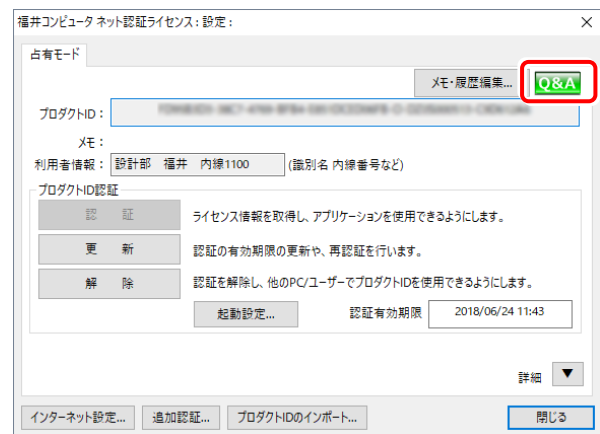 福井コンピュータ ネット認証ライセンス : 設定 :
占有モード
メモ・履歴編集... Q&A
プロダクトID :
メモ :
利用者情報 : 設計部 福井 内線1100 (識別名 内線番号など)
プロダクトID認証
認 証 ライセンス情報を取得し、アプリケーションを使用できるようにします。
更 新 認証の有効期限の更新や、再認証を行います。
解 除 認証を解除し、他のPC/ユーザーでプロダクトIDを使用できるようにします。
起動設定... 認証有効期限 2018/06/24 11:43
詳細 ▼
インターネット設定... 追加認証... プロダクトIDのインポート... 閉じる